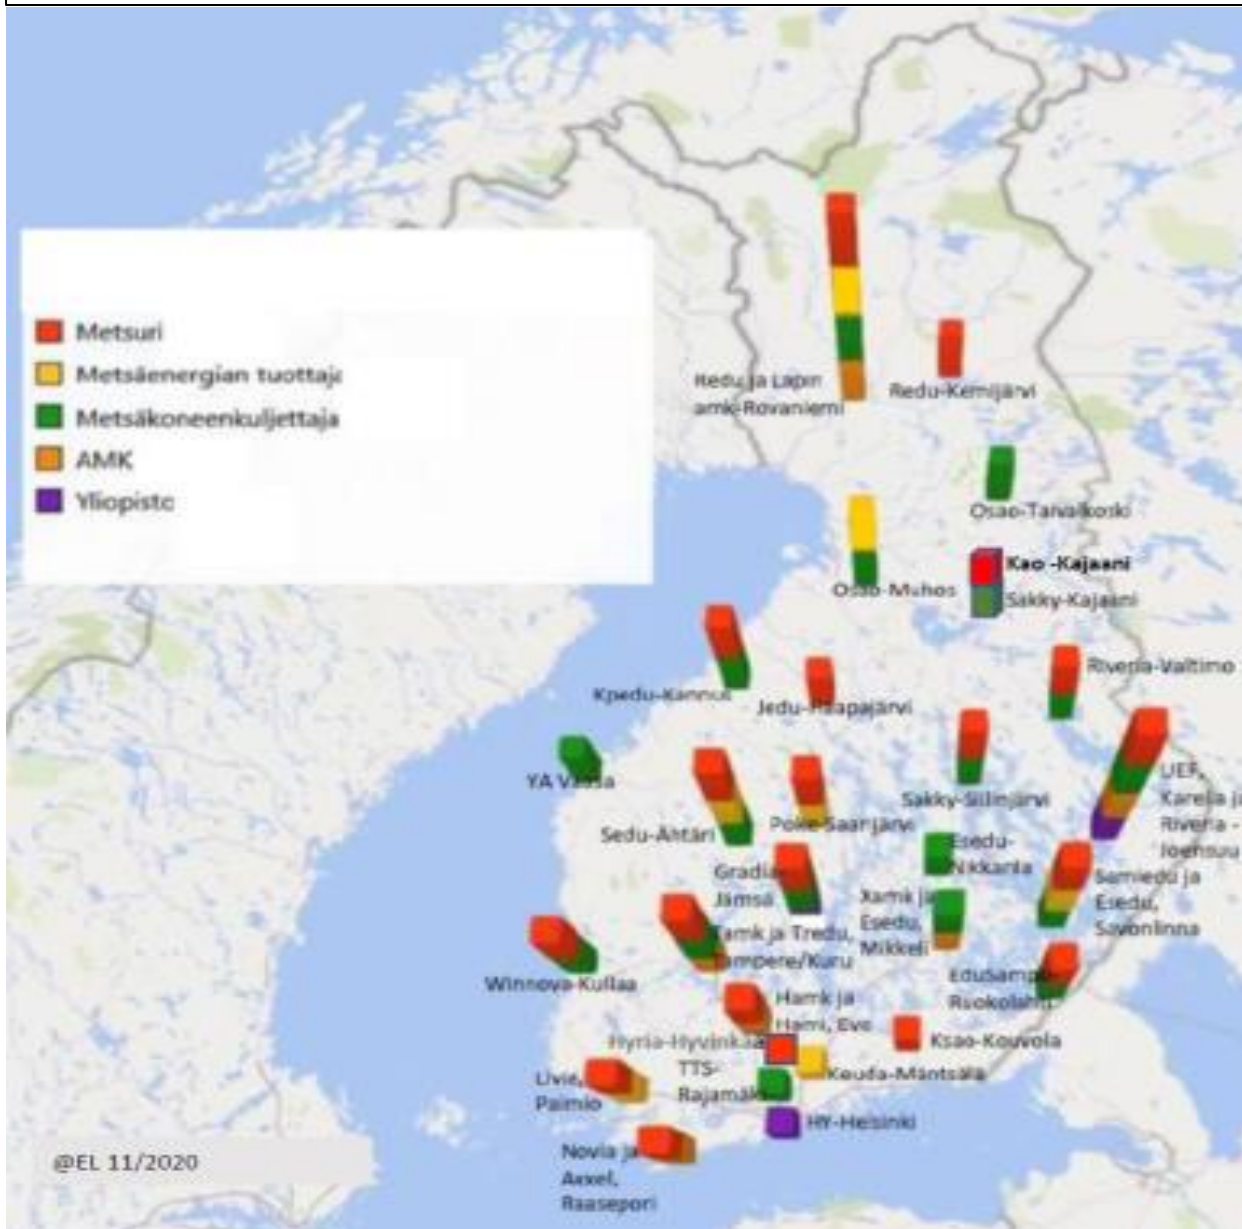 Metsuri
Metsäenergian tuottaja
Metsäkoneenkuljettaja
AMK
Yliopisto
Redu ja Lapin
amk-Rovaniemi
Redu-Kemijärvi
Osao-Taivalkoski
Osao-Muhos
Kao -Kajaani
Sakky-Kajaani
Riveria-Valtimo
Kpedu-Kannus
Jedu-Haapajärvi
YA Vaasa
Sakky-Siilinjärvi
UEF,
Karelia ja
Riveria -
Joensuu
Sedu-Ähtäri
Poke-Saarijärvi
Esedu-
Nikkarila
Gradia-
Jämsä
Xamk ja
Esedu,
Mikkeli
Samiedu ja
Esedu,
Savonlinna
Tamk ja Tredu,
Tampere/Kuru
Winnova-Kullaa
EduSampo-
Ruokolahti
Hamk ja
Hami, Evo
Hyria-Hyvinkää
Ksao-Kouvola
TTS-
Rajamäki
Keuda-Mäntsälä
Livia,
Paimio
HY-Helsinki
Novia ja
Axxel,
Raasepori
@EL 11/2020